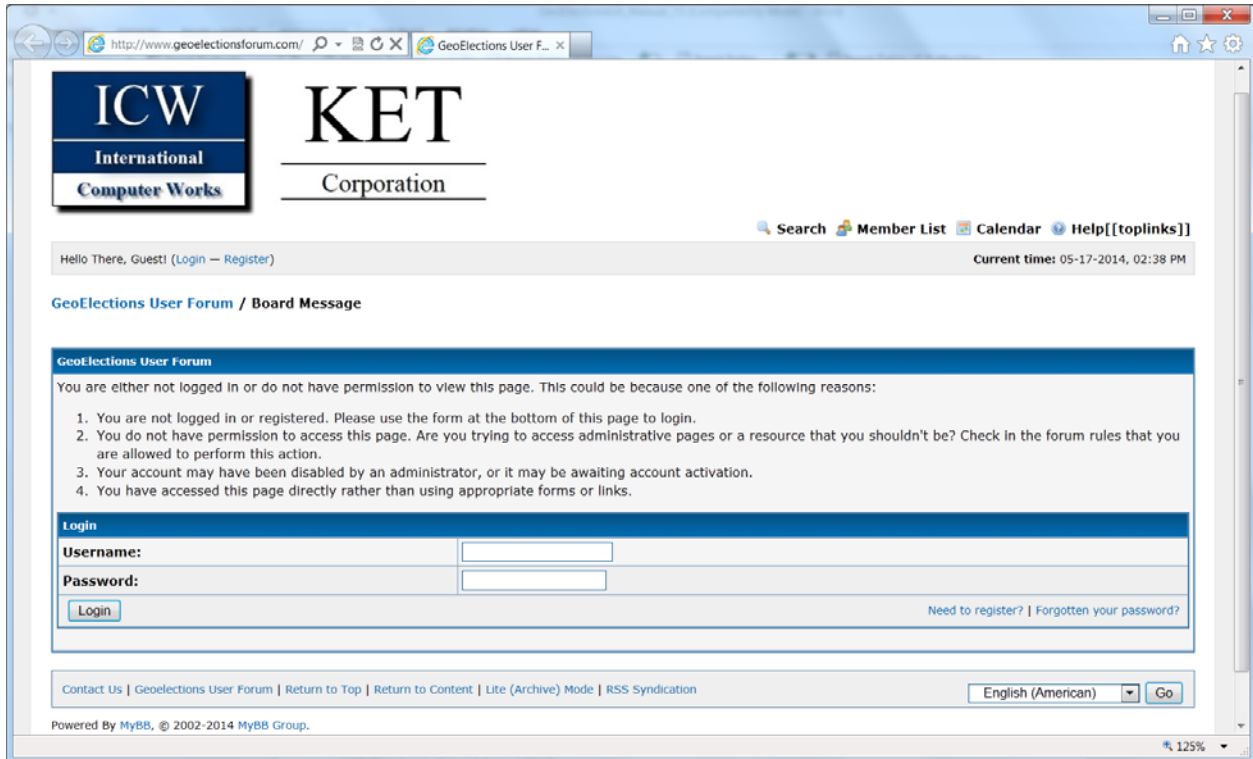 http://www.geoelectionsforum.com/
GeoElections User F...
ICW
International
Computer Works
KET
Corporation
Search Member List Calendar Help[[toplinks]]
Hello There, Guest! (Login — Register)
Current time: 05-17-2014, 02:38 PM
GeoElections User Forum / Board Message
GeoElections User Forum
You are either not logged in or do not have permission to view this page. This could be because one of the following reasons:
1. You are not logged in or registered. Please use the form at the bottom of this page to login.
2. You do not have permission to access this page. Are you trying to access administrative pages or a resource that you shouldn't be? Check in the forum rules that you
are allowed to perform this action.
3. Your account may have been disabled by an administrator, or it may be awaiting account activation.
4. You have accessed this page directly rather than using appropriate forms or links.
Login
Username:
Password:
Login
Need to register? | Forgotten your password?
Contact Us | Geoelections User Forum | Return to Top | Return to Content | Lite (Archive) Mode | RSS Syndication
English (American)
Go
Powered By MyBB, © 2002-2014 MyBB Group.
125%